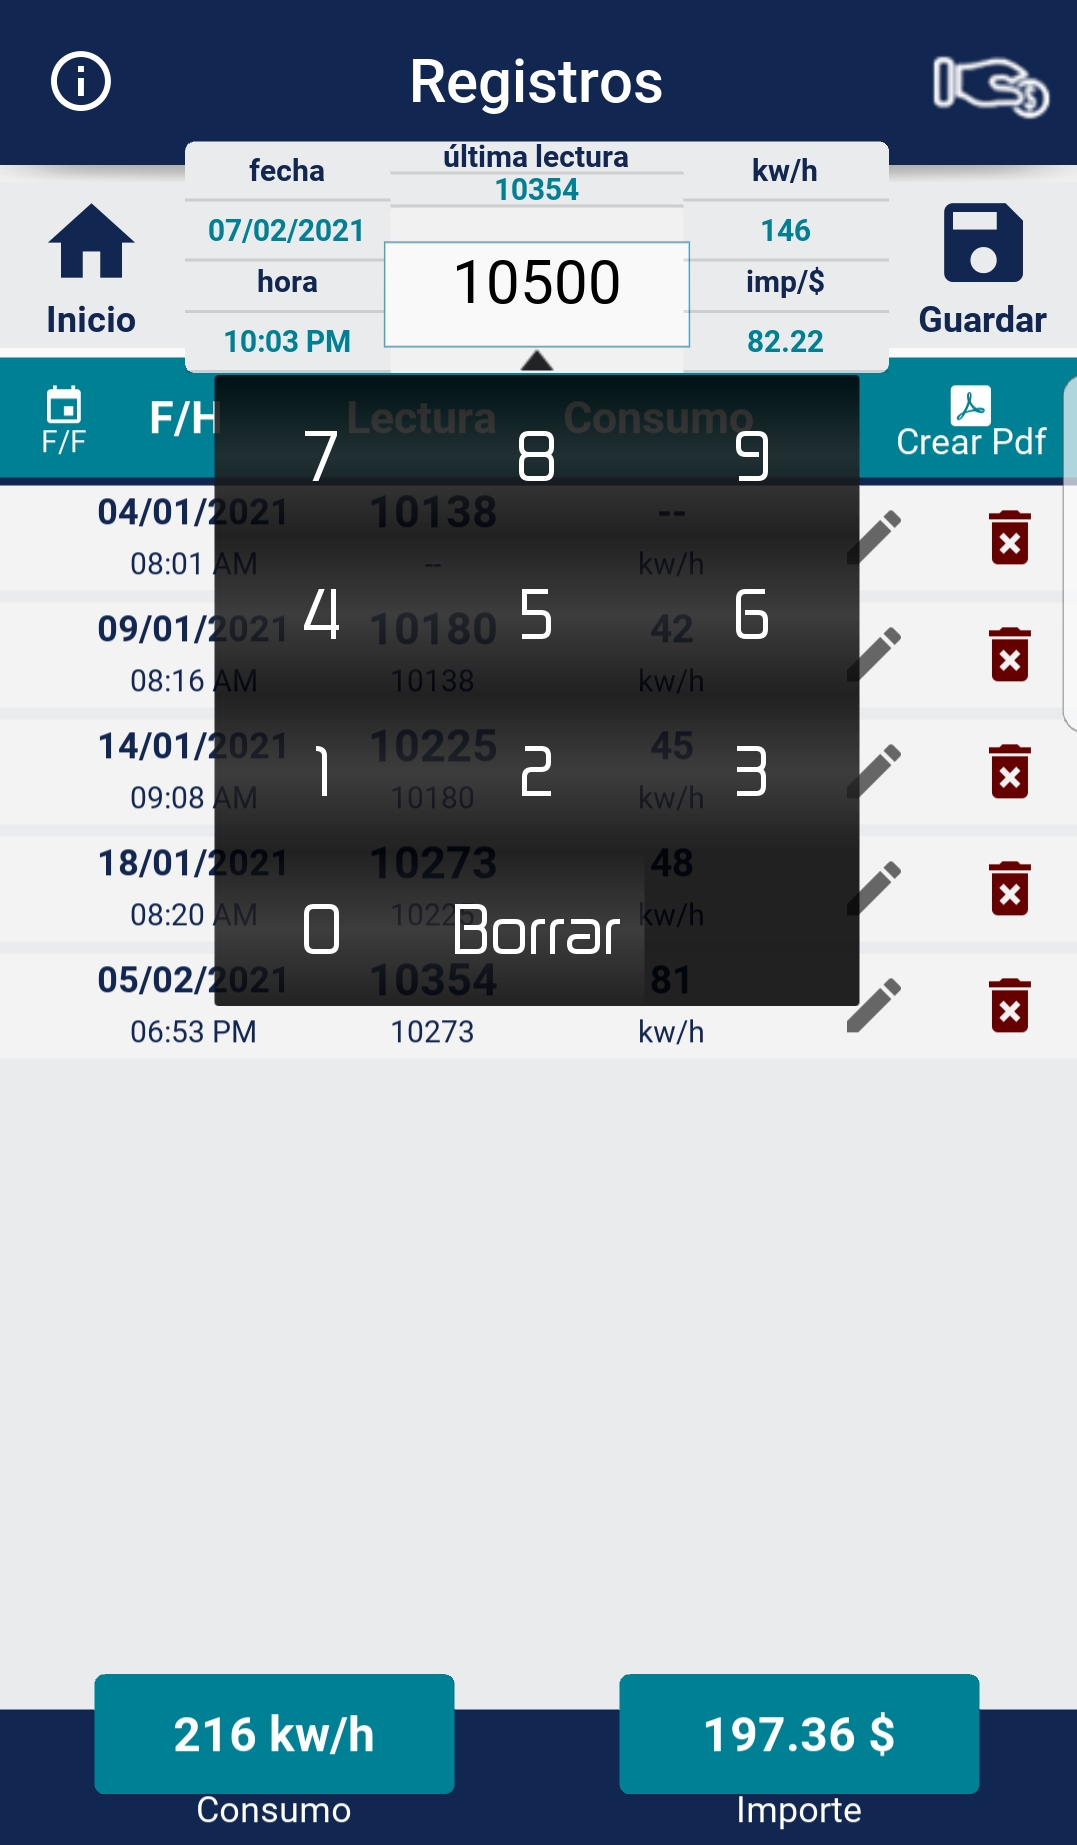 Registros
fecha
última lectura
kw/h
10354
07/02/2021
146
hora
10500
imp/$
10:03 PM
82.22
Inicio
Guardar
F/F
F/H
Lectura
Consumo
Crear Pdf
7 8 9
04/01/2021 10138 --
08:01 AM -- kw/h
4 5 6
09/01/2021 10180 42
08:16 AM 10138 kw/h
14/01/2021 10225 45
1 2 3
09:08 AM 10180 kw/h
18/01/2021 10273 48
08:20 AM 10225 kw/h
0 Borrar
05/02/2021 10354 81
06:53 PM 10273 kw/h
216 kw/h
197.36 $
Consumo
Importe